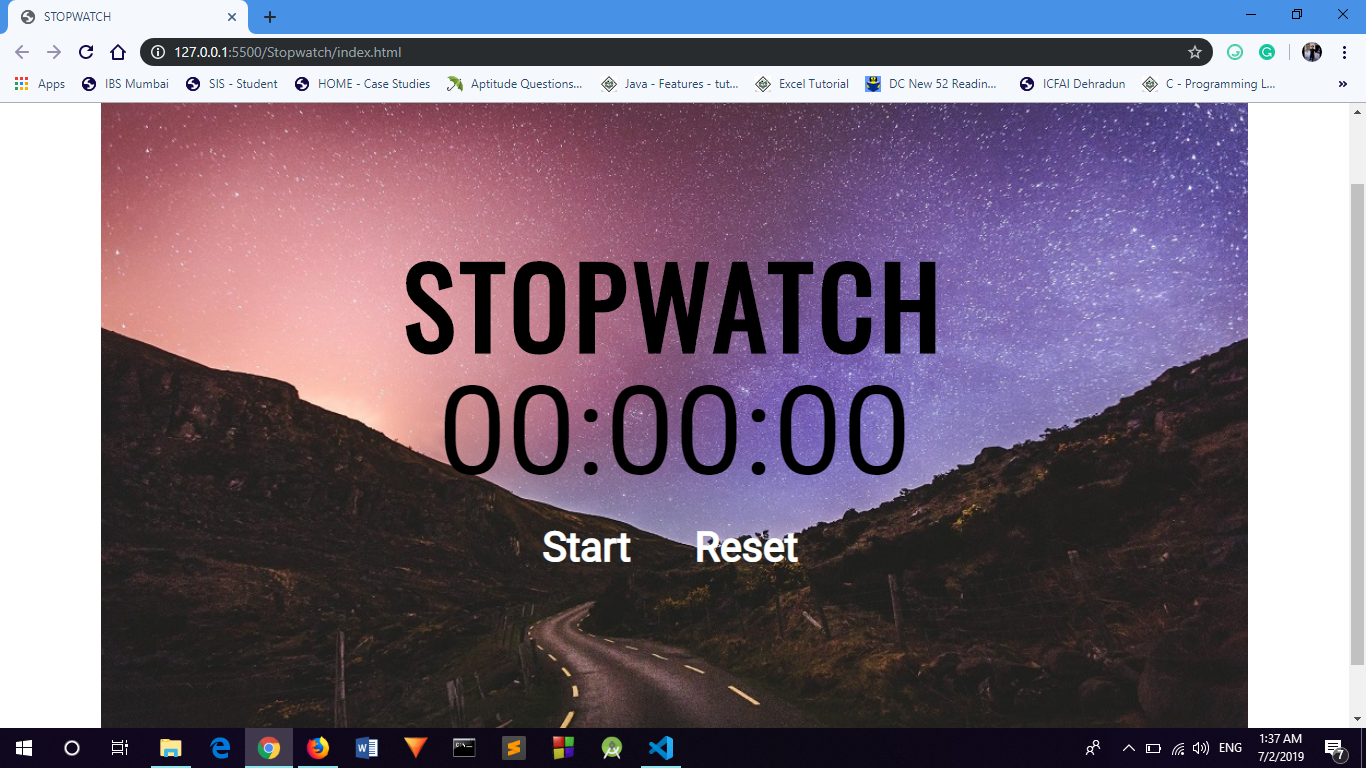 STOPWATCH
127.0.0.1:5500/Stopwatch/index.html
Apps IBS Mumbai SIS - Student HOME - Case Studies Aptitude Questions... Java - Features - tut... Excel Tutorial DC New 52 Readin... ICFAI Dehradun C - Programming L... »
STOPWATCH
00:00:00
Start Reset
ENG 1:37 AM
7/2/2019 7